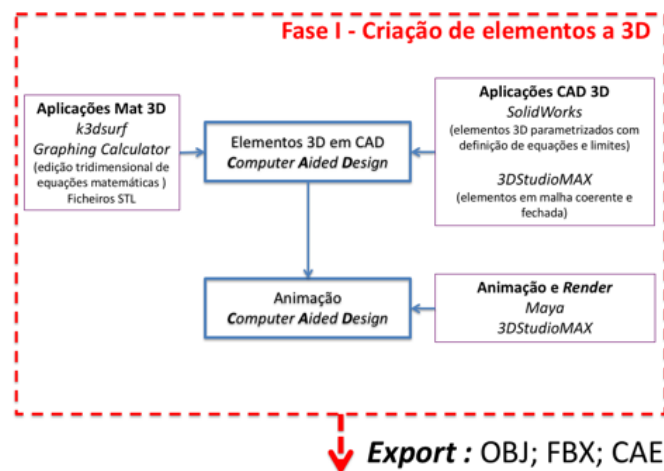 Fase I - Criação de elementos a 3D
Aplicações Mat 3D
k3dsurf
Graphing Calculator
(edição tridimensional de
equações matemáticas )
Ficheiros STL
Elementos 3D em CAD
Computer Aided Design
Aplicações CAD 3D
SolidWorks
(elementos 3D parametrizados com
definição de equações e limites)
3DStudioMAX
(elementos em malha coerente e
fechada)
Animação
Computer Aided Design
Animação e Render
Maya
3DStudioMAX
Export : OBJ; FBX; CAE